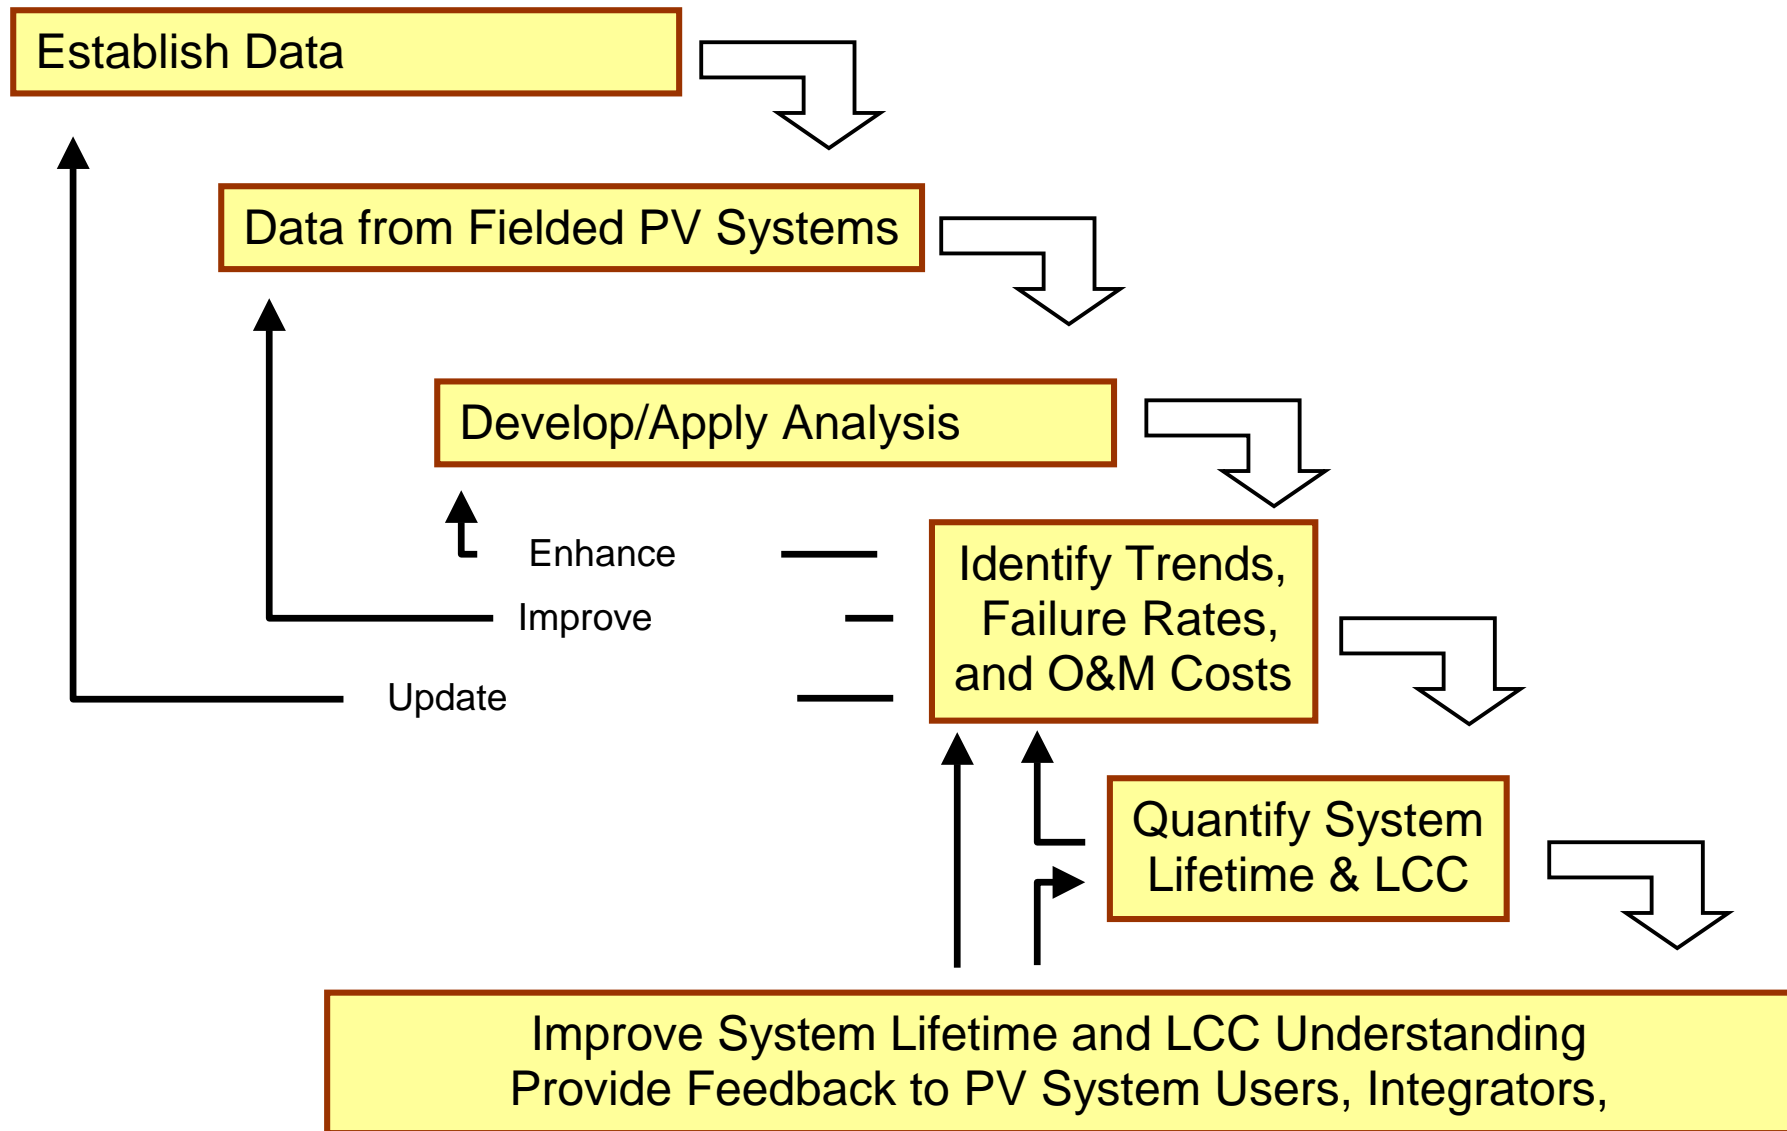 Establish Data
Data from Fielded PV Systems
Develop/Apply Analysis
Enhance
Improve
Update
Identify Trends,
Failure Rates,
and O&M Costs
Quantify System
Lifetime & LCC
Improve System Lifetime and LCC Understanding
Provide Feedback to PV System Users, Integrators,